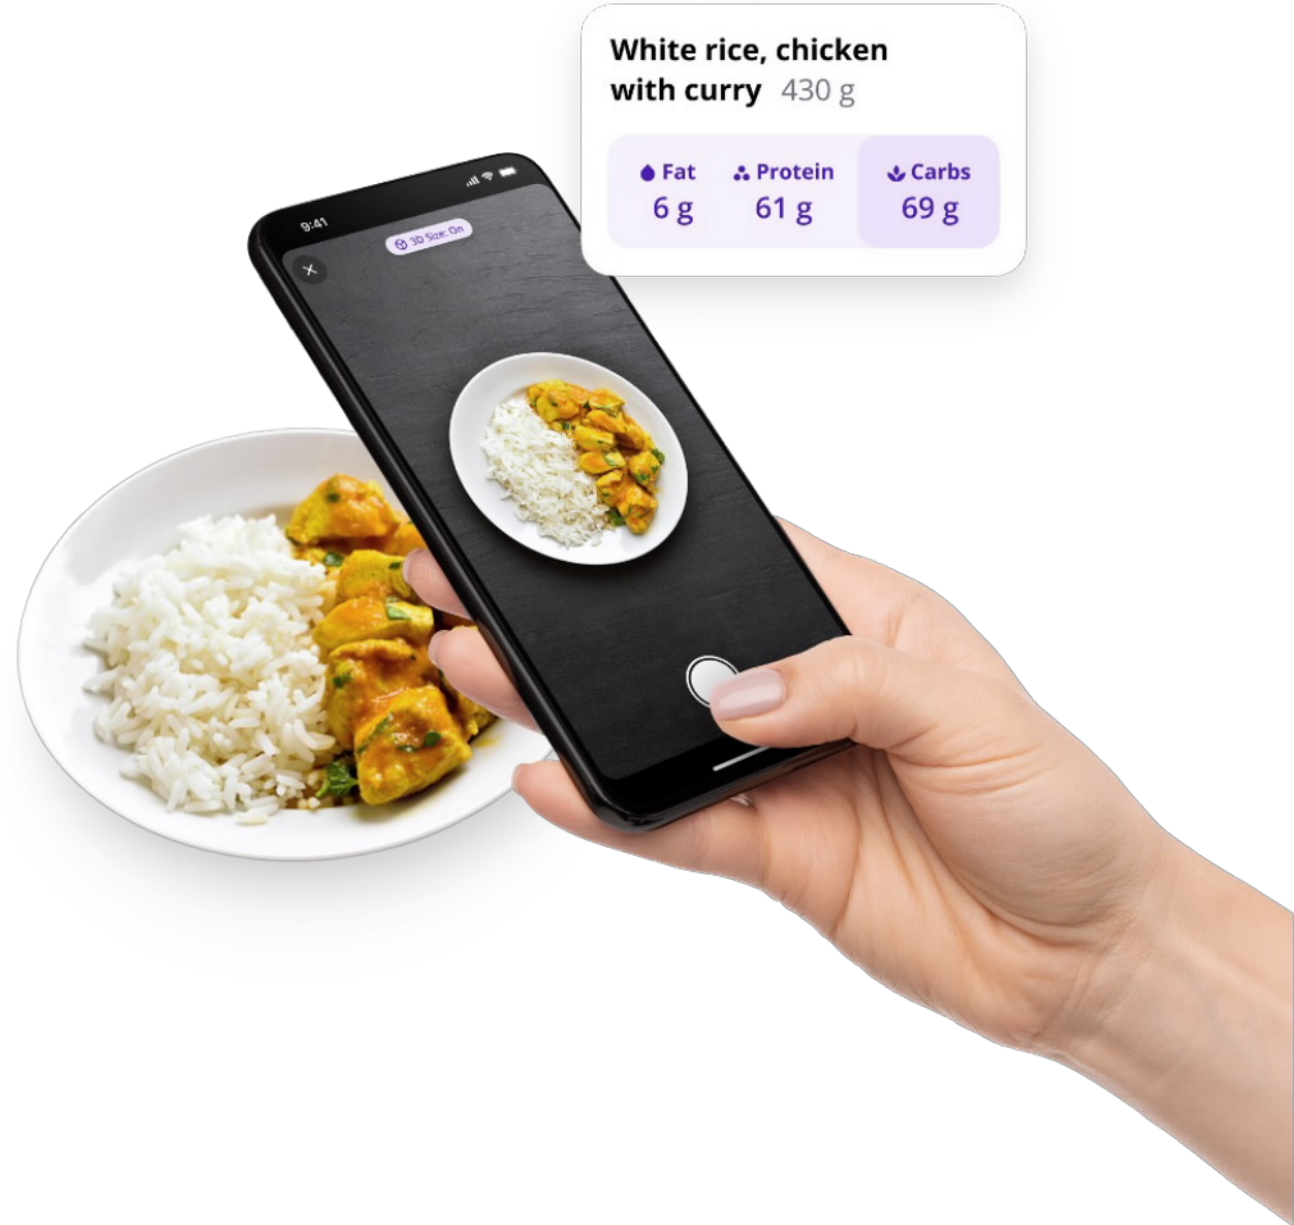 White rice, chicken
with curry 430 g
Fat Protein Carbs
6 g 61 g 69 g
9:41
3D Size: On